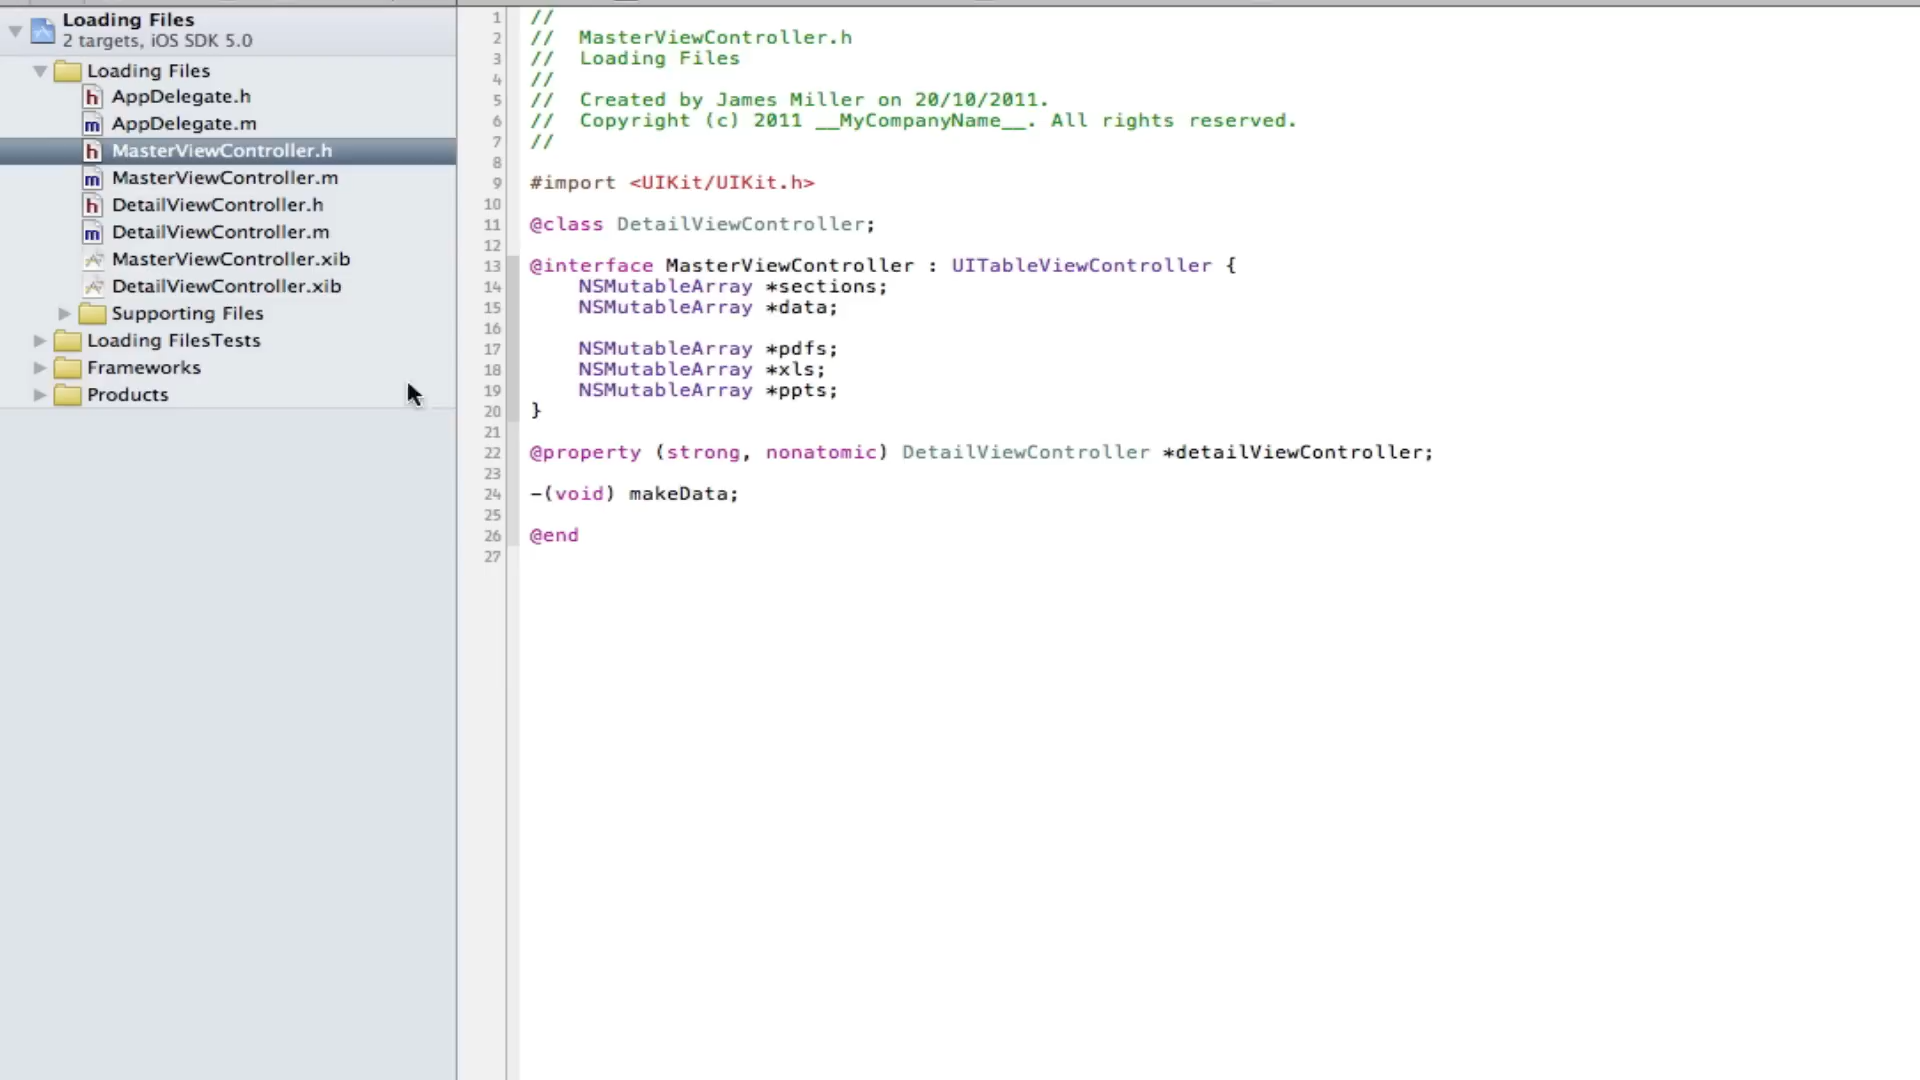 Loading Files
2 targets, iOS SDK 5.0
Loading Files
h AppDelegate.h
m AppDelegate.m
h MasterViewController.h
m MasterViewController.m
h DetailViewController.h
m DetailViewController.m
MasterViewController.xib
DetailViewController.xib
Supporting Files
Loading FilesTests
Frameworks
Products
1 //
2 //  MasterViewController.h
3 //  Loading Files
4 //
5 //  Created by James Miller on 20/10/2011.
6 //  Copyright (c) 2011 __MyCompanyName__. All rights reserved.
7 //
8
9 #import <UIKit/UIKit.h>
10
11 @class DetailViewController;
12
13 @interface MasterViewController : UITableViewController {
14     NSMutableArray *sections;
15     NSMutableArray *data;
16
17     NSMutableArray *pdfs;
18     NSMutableArray *xls;
19     NSMutableArray *ppts;
20 }
21
22 @property (strong, nonatomic) DetailViewController *detailViewController;
23
24 -(void) makeData;
25
26 @end
27